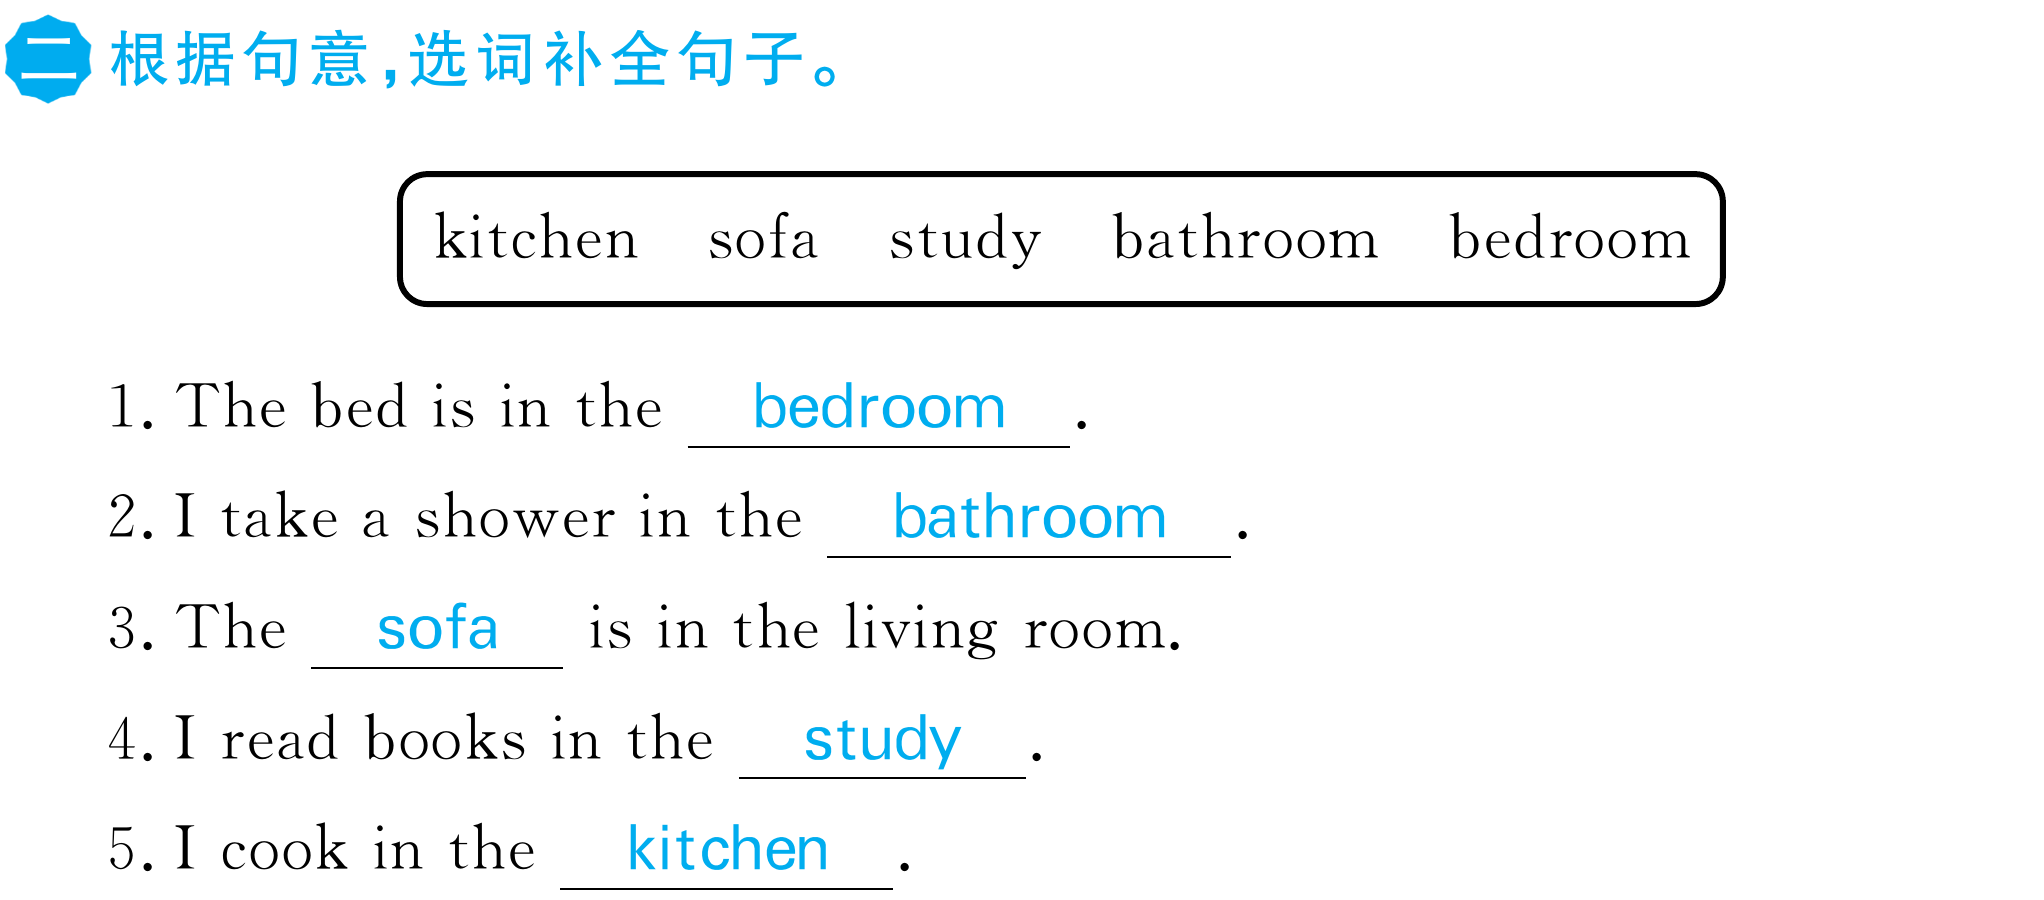 二 根据句意,选词补全句子。
kitchen sofa study bathroom bedroom
1. The bed is in the bedroom.
2. I take a shower in the bathroom.
3. The sofa is in the living room.
4. I read books in the study.
5. I cook in the kitchen.